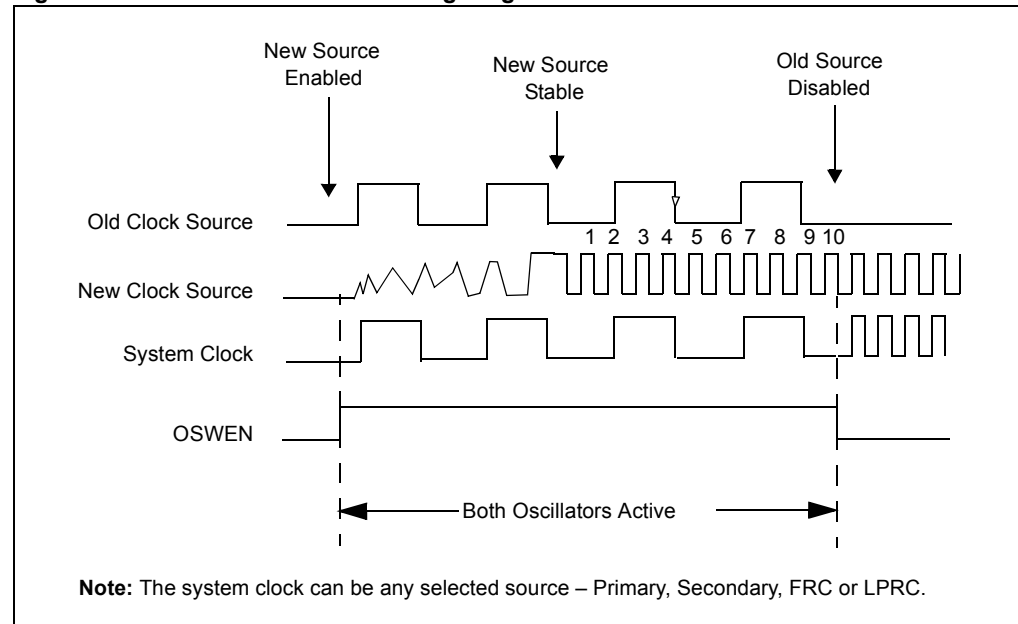 New Source
Enabled
New Source
Stable
Old Source
Disabled
Old Clock Source
1 2 3 4 5 6 7 8 9 10
New Clock Source
System Clock
OSWEN
Both Oscillators Active
Note: The system clock can be any selected source – Primary, Secondary, FRC or LPRC.